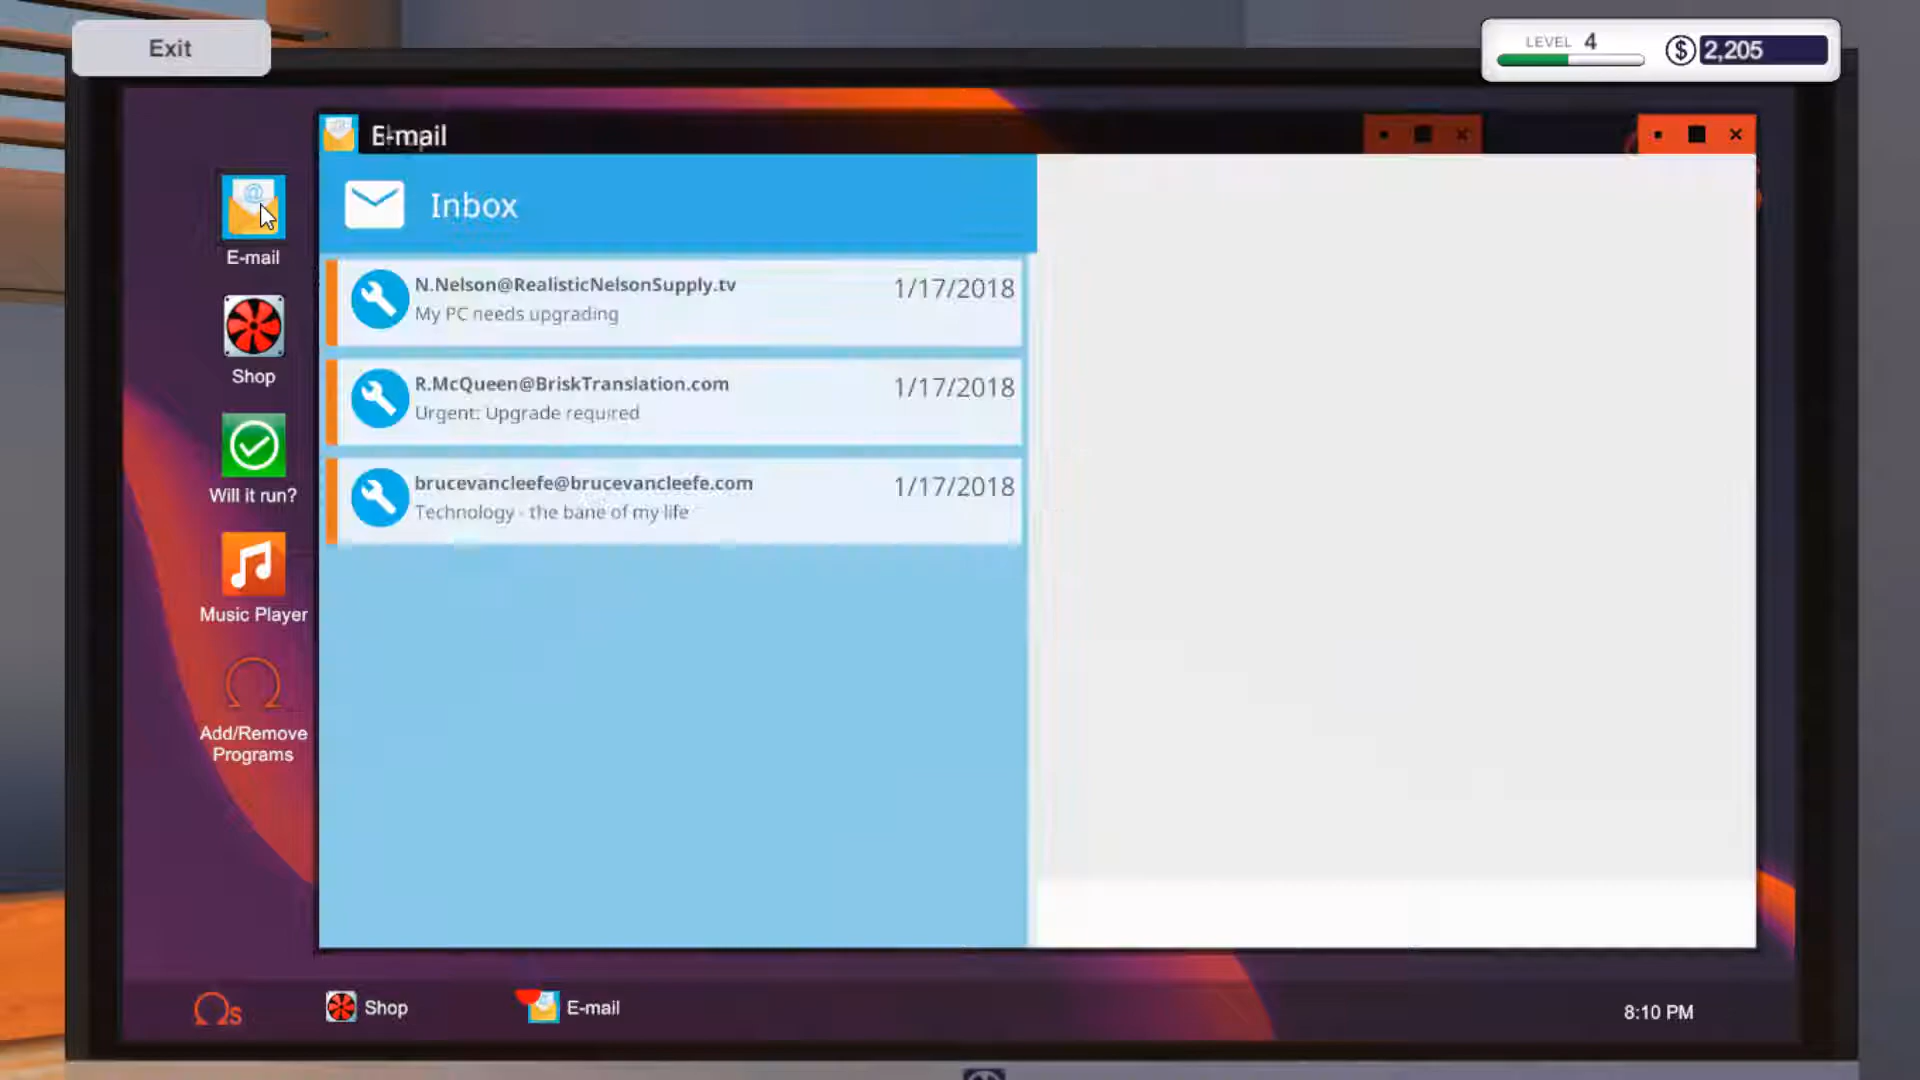 Exit
LEVEL 4
$ 2,205
E-mail
Inbox
E-mail
Shop
Will it run?
Music Player
Add/Remove
Programs
N.Nelson@RealisticNelsonSupply.tv
1/17/2018
My PC needs upgrading
R.McQueen@BriskTranslation.com
1/17/2018
Urgent: Upgrade required
brucevancleefe@brucevancleefe.com
1/17/2018
Technology - the bane of my life
Ωs
Shop
E-mail
8:10 PM